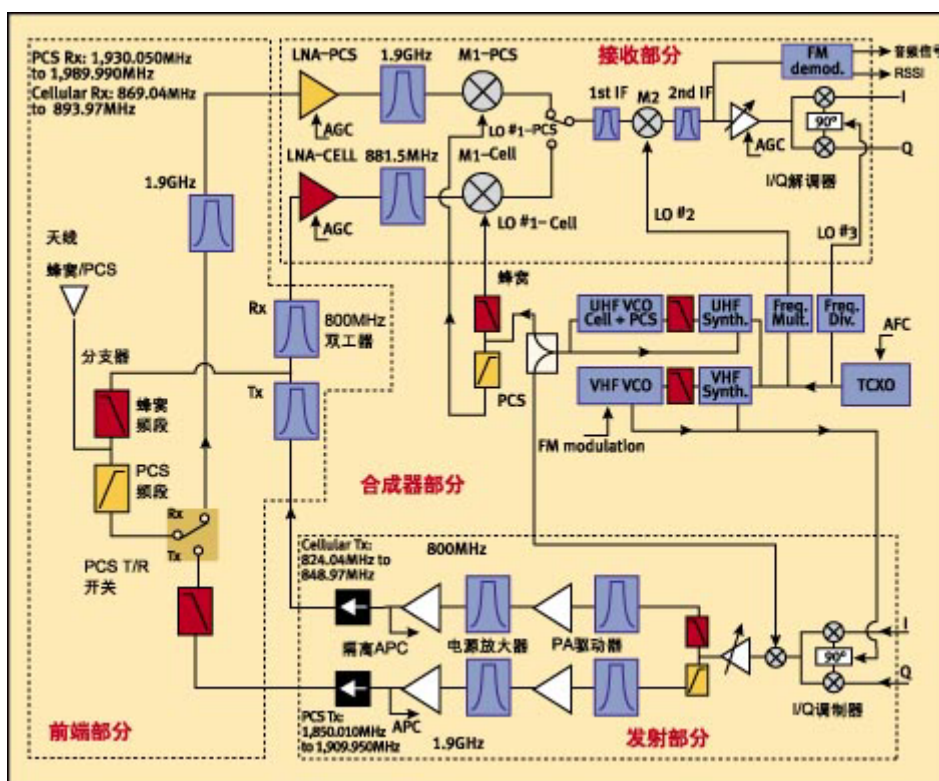 PCS Rx: 1,930.050MHz
to 1,989.990MHz
Cellular Rx: 869.04MHz
to 893.97MHz
LNA-PCS
1.9GHz
M1-PCS
接收部分
FM
demod.
音频信号
RSSI
AGC
LO #1-PCS
1st IF
M2
2nd IF
AGC
90°
I
Q
I/Q解调器
LNA-CELL
881.5MHz
M1-Cell
AGC
LO #1-Cell
LO #2
LO #3
1.9GHz
天线
蜂窝/PCS
Rx
800MHz
双工器
Tx
分支器
蜂窝
频段
PCS
频段
Rx
Tx
PCS T/R
开关
蜂窝
PCS
UHF VCO
Cell + PCS
UHF
Synth.
Freq.
Mult.
Freq.
Div.
AFC
VHF VCO
VHF
Synth.
TCXO
FM modulation
合成器部分
Cellular Tx:
824.04MHz to
848.97MHz
800MHz
隔离APC
电源放大器
PA驱动器
I
90°
Q
I/Q调制器
PCS Tx:
1,850.010MHz
to 1,909.950MHz
APC
1.9GHz
发射部分
前端部分